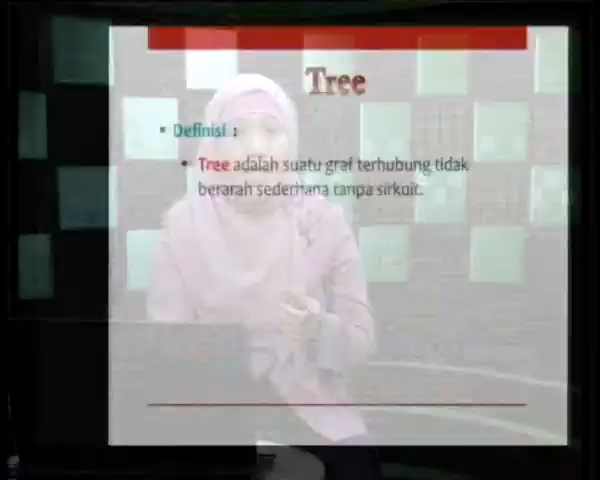 Tree
Definisi :
Tree adalah suatu graf terhubung tidak
berarah sederhana tanpa sirkuit.